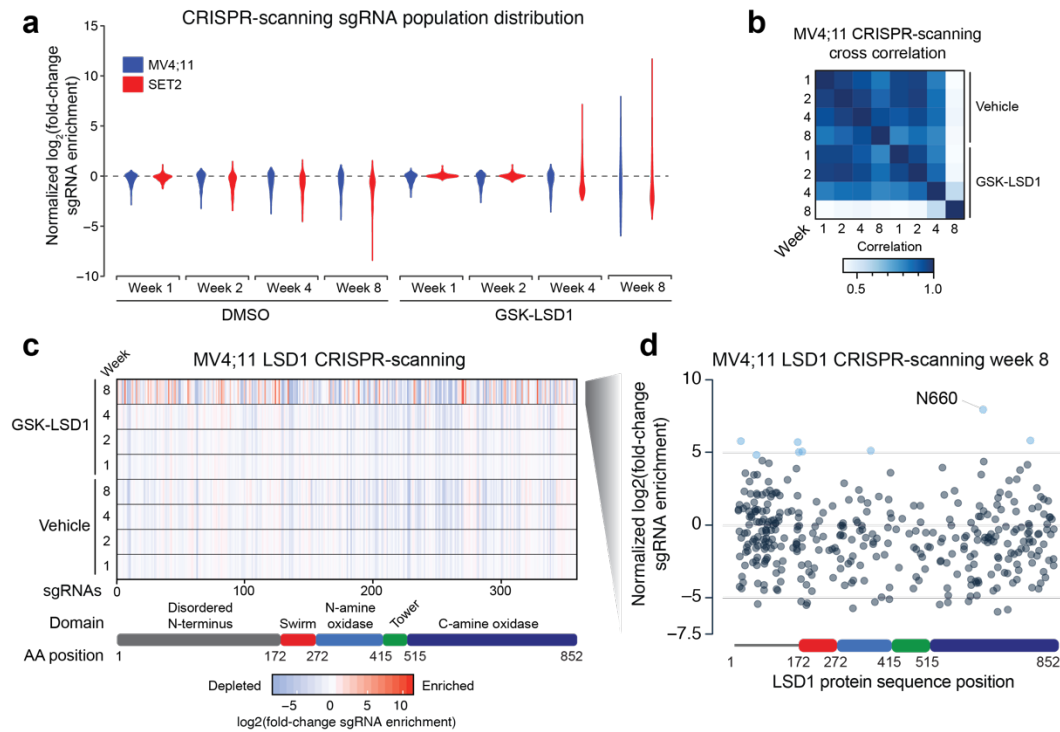 a
CRISPR-scanning sgRNA population distribution
Normalized log2(fold-change
sgRNA enrichment)
15
10
5
0
−5
−10
MV4;11
SET2
Week 1 Week 2 Week 4 Week 8 Week 1 Week 2 Week 4 Week 8
DMSO GSK-LSD1
b
MV4;11 CRISPR-scanning
cross correlation
1
2
4
8
1
2
4
8
Vehicle
GSK-LSD1
Week
1 2 4 8 1 2 4 8
Correlation
0.5 1.0
c
MV4;11 LSD1 CRISPR-scanning
Week
GSK-LSD1
8
4
2
1
Vehicle
8
4
2
1
sgRNAs
0 100 200 300
Domain
Disordered
N-terminus
Swirm
N-amine
oxidase
Tower
C-amine oxidase
AA position
1 172 272 415 515 852
Depleted Enriched
−5 0 5 10
log2(fold-change sgRNA enrichment)
d
MV4;11 LSD1 CRISPR-scanning week 8
Normalized log2(fold-change
sgRNA enrichment)
10
5
0
−5
−7.5
N660
1 172 272 415 515 852
LSD1 protein sequence position